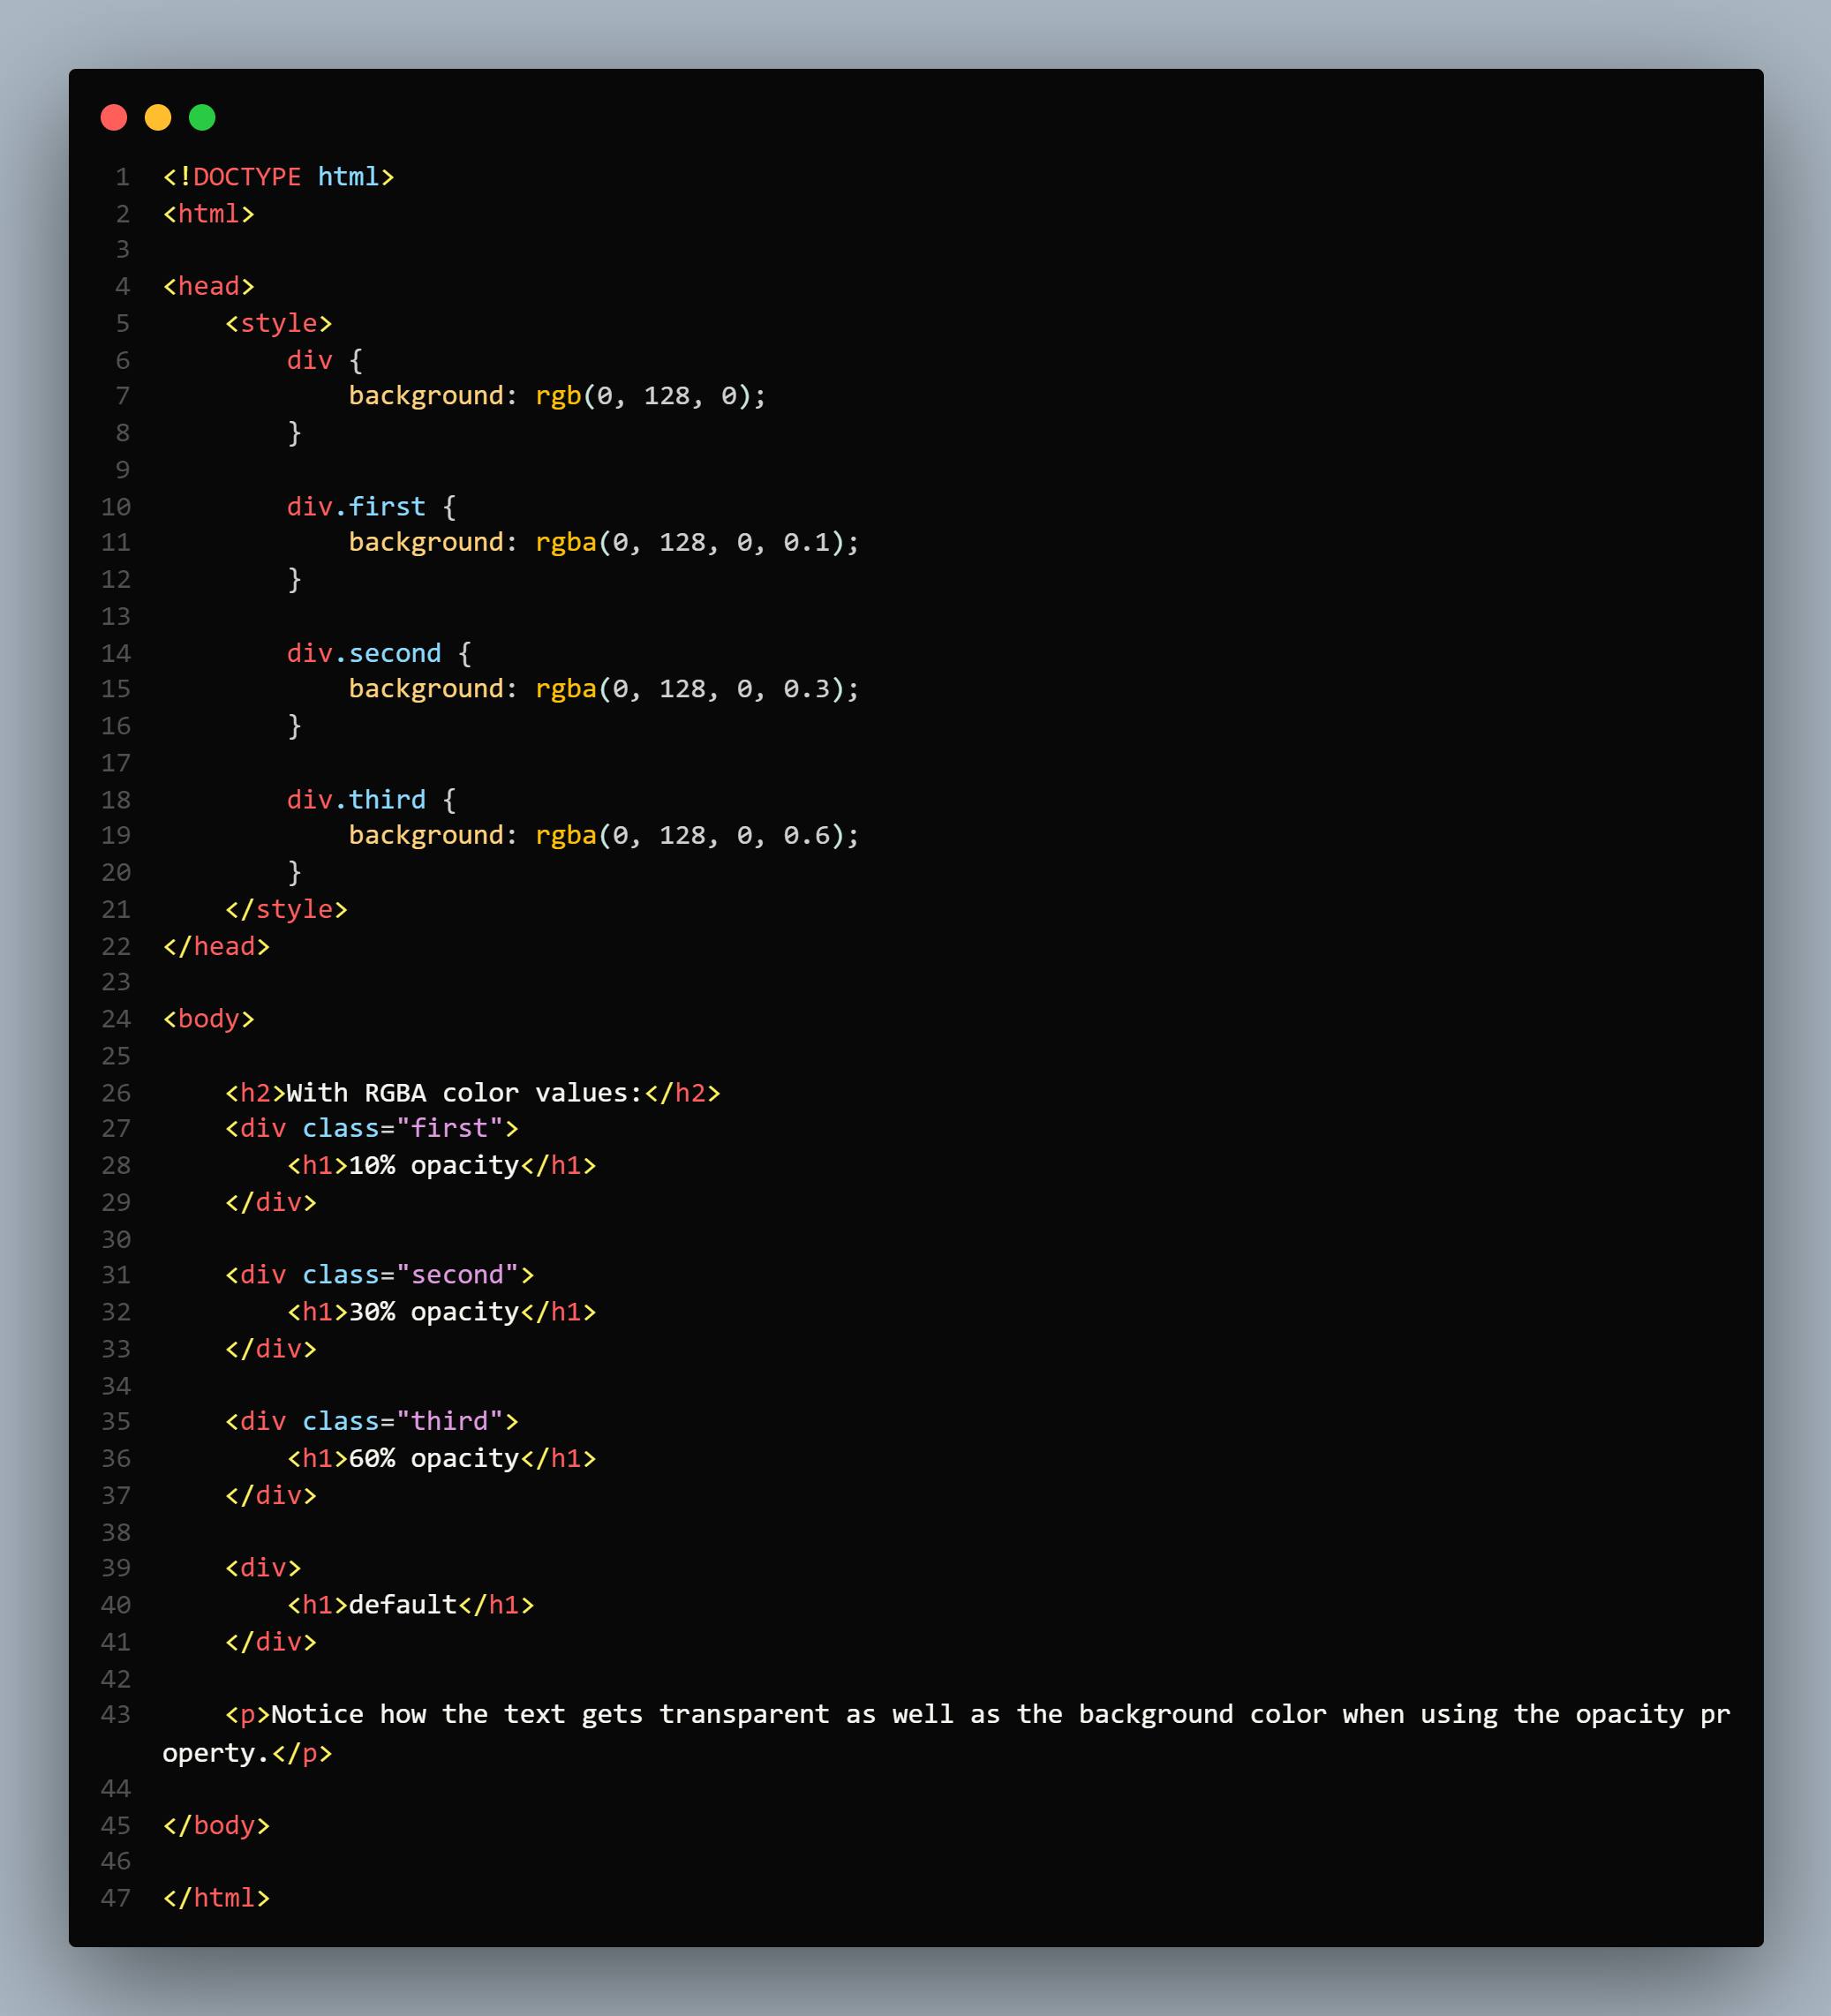 1 <!DOCTYPE html>
2 <html>
3
4 <head>
5     <style>
6         div {
7             background: rgb(0, 128, 0);
8         }
9
10         div.first {
11             background: rgba(0, 128, 0, 0.1);
12         }
13
14         div.second {
15             background: rgba(0, 128, 0, 0.3);
16         }
17
18         div.third {
19             background: rgba(0, 128, 0, 0.6);
20         }
21     </style>
22 </head>
23
24 <body>
25
26     <h2>With RGBA color values:</h2>
27     <div class="first">
28         <h1>10% opacity</h1>
29     </div>
30
31     <div class="second">
32         <h1>30% opacity</h1>
33     </div>
34
35     <div class="third">
36         <h1>60% opacity</h1>
37     </div>
38
39     <div>
40         <h1>default</h1>
41     </div>
42
43     <p>Notice how the text gets transparent as well as the background color when using the opacity pr
operty.</p>
44
45 </body>
46
47 </html>